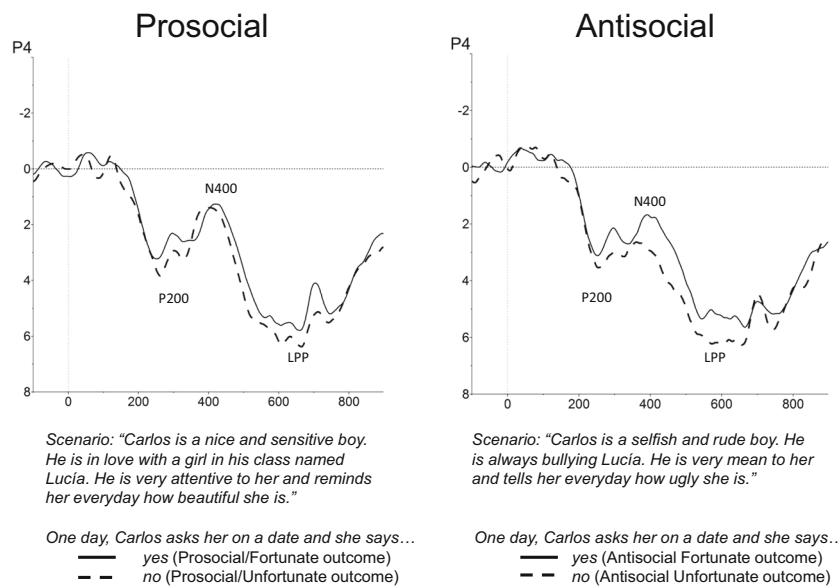 Prosocial
Antisocial
P4
-2
0
2
4
6
8
0
200
400
600
800
N400
P200
LPP
-4
-2
0
2
4
6
8
0
200
400
600
800
N400
P200
LPP
Scenario: “Carlos is a nice and sensitive boy.
He is in love with a girl in his class named
Lucía. He is very attentive to her and reminds
her everyday how beautiful she is.”
One day, Carlos asks her on a date and she says…
yes (Prosocial/Fortunate outcome)
no (Prosocial/Unfortunate outcome)
Scenario: “Carlos is a selfish and rude boy. He
is always bullying Lucía. He is very mean to her
and tells her everyday how ugly she is.”
One day, Carlos asks her on a date and she says…
yes (Antisocial Fortunate outcome)
no (Antisocial Unfortunate outcome)